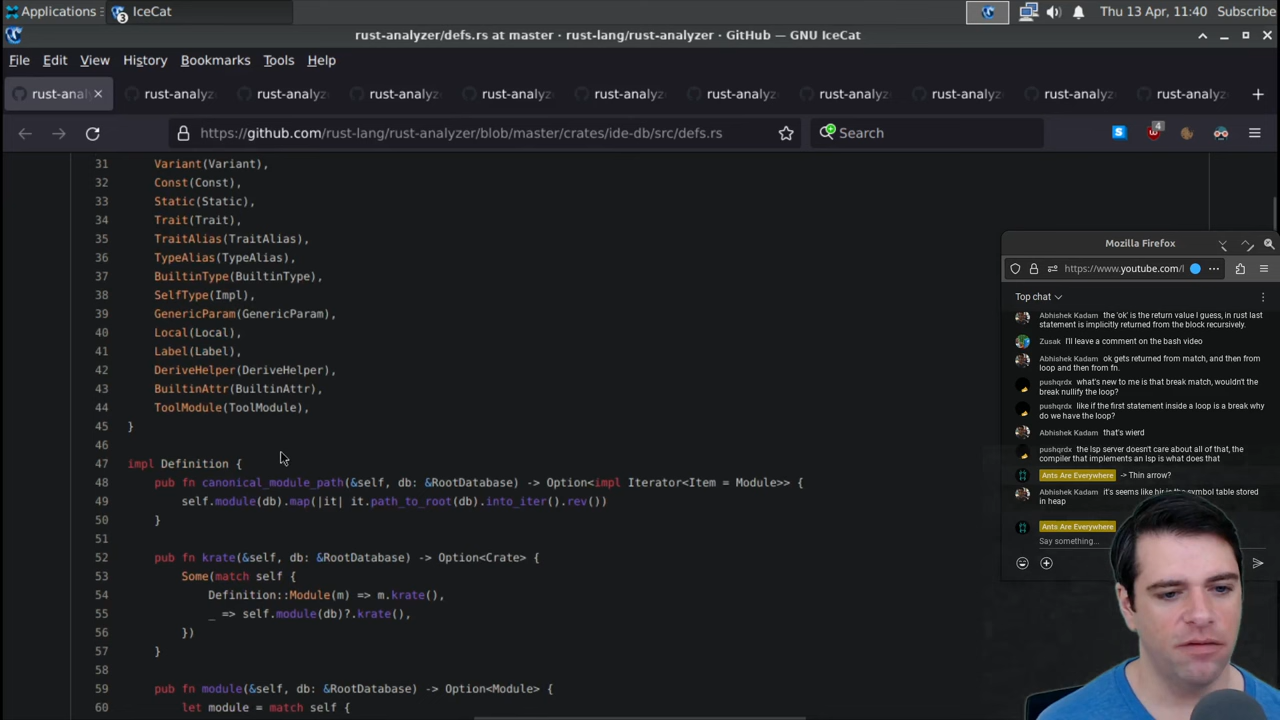 Applications
IceCat
Thu 13 Apr, 11:40
Subscribe
rust-analyzer/defs.rs at master · rust-lang/rust-analyzer · GitHub — GNU IceCat
File Edit View History Bookmarks Tools Help
rust-anal rust-analyz rust-analyz rust-analyz rust-analyz rust-analyz rust-analyz rust-analyz rust-analyz rust-analyz rust-analyz
https://github.com/rust-lang/rust-analyzer/blob/master/crates/ide-db/src/defs.rs
Search
4
31 Variant(Variant),
32 Const(Const),
33 Static(Static),
34 Trait(Trait),
35 TraitAlias(TraitAlias),
36 TypeAlias(TypeAlias),
37 BuiltinType(BuiltinType),
38 SelfType(Impl),
39 GenericParam(GenericParam),
40 Local(Local),
41 Label(Label),
42 DeriveHelper(DeriveHelper),
43 BuiltinAttr(BuiltinAttr),
44 ToolModule(ToolModule),
45 }
46
47 impl Definition {
48 pub fn canonical_module_path(&self, db: &RootDatabase) -> Option<impl Iterator<Item = Module>> {
49 self.module(db).map(|it| it.path_to_root(db).into_iter().rev())
50 }
51
52 pub fn krate(&self, db: &RootDatabase) -> Option<Crate> {
53 Some(match self {
54 Definition::Module(m) => m.krate(),
55 _ => self.module(db)?.krate(),
56 })
57 }
58
59 pub fn module(&self, db: &RootDatabase) -> Option<Module> {
60 let module = match self {
Mozilla Firefox
https://www.youtube.com/l
Top chat
Abhishek Kadam the 'ok' is the return value I guess, in rust last
statement is implicitly returned from the block recursively.
Zusak I'll leave a comment on the bash video
Abhishek Kadam ok gets returned from match, and then from
loop and then from fn.
pushqrdx what's new to me is that break match, wouldn't the
break nullify the loop?
pushqrdx like if the first statement inside a loop is a break why
do we have the loop?
Abhishek Kadam that's wierd
pushqrdx the lsp server doesn't care about all of that, the
compiler that implements an lsp is what does that
Ants Are Everywhere -> Thin arrow?
Abhishek Kadam it's seems like hir is the symbol table stored
in heap
Ants Are Everywhere
Say something...